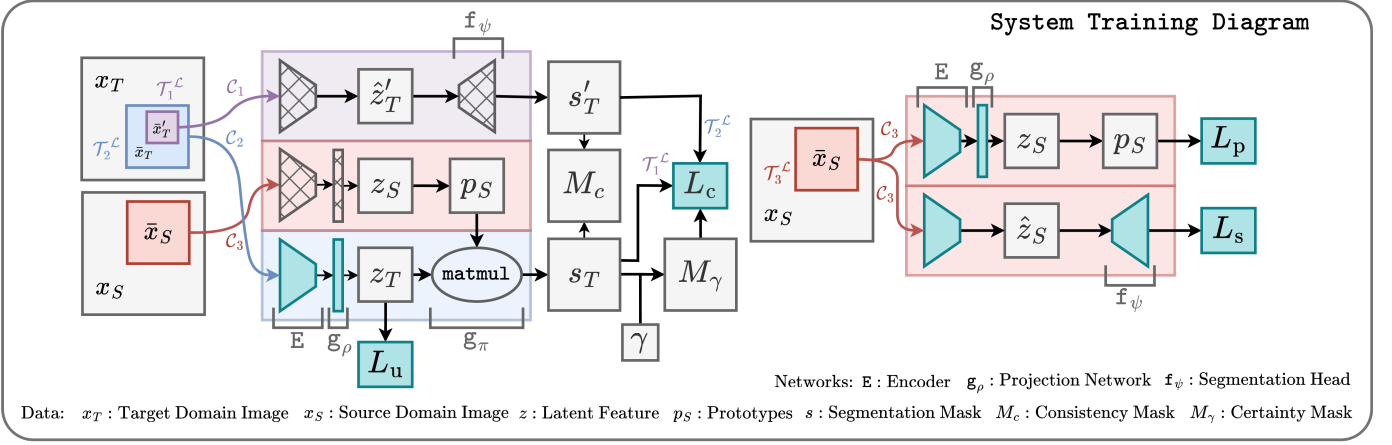 System Training Diagram
f_ψ
x_T
𝒯_1^ℒ
x̄'_T
𝒯_2^ℒ
x̄_T
𝒞_1
𝒞_2
ẑ'_T
s'_T
𝒯_2^ℒ
x̄_S
x_S
𝒞_3
z_S
p_S
M_c
𝒯_1^ℒ
L_c
z_T
matmul
s_T
M_γ
γ
E
g_ρ
g_π
L_u
E
g_ρ
𝒯_3^ℒ
x̄_S
x_S
𝒞_3
𝒞_3
z_S
p_S
L_p
ẑ_S
L_s
f_ψ
Networks: E : Encoder g_ρ : Projection Network f_ψ : Segmentation Head
Data: x_T : Target Domain Image x_S : Source Domain Image z : Latent Feature p_S : Prototypes s : Segmentation Mask M_c : Consistency Mask M_γ : Certainty Mask